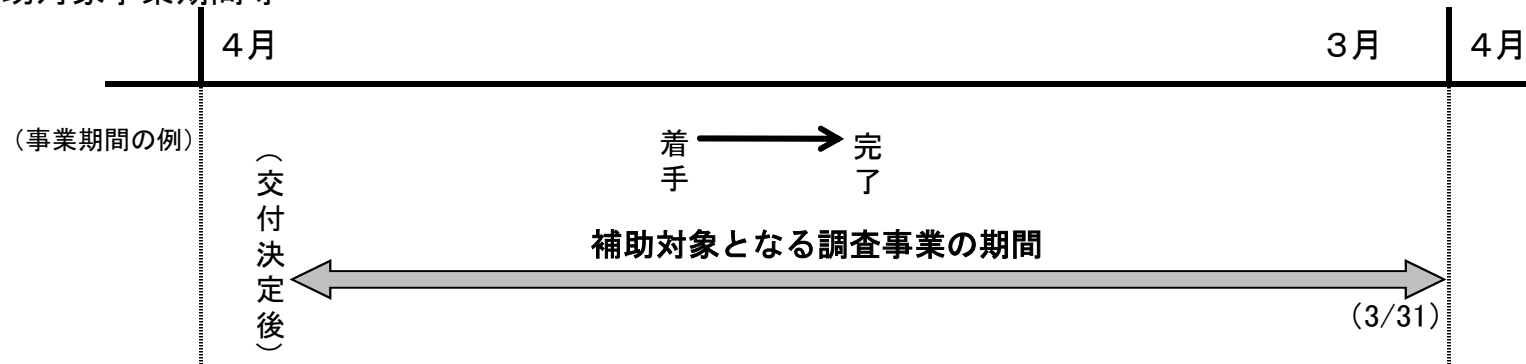 ４月
３月
４月
（事業期間の例）
着手
完了
（交付決定後）
補助対象となる調査事業の期間
（3/31）